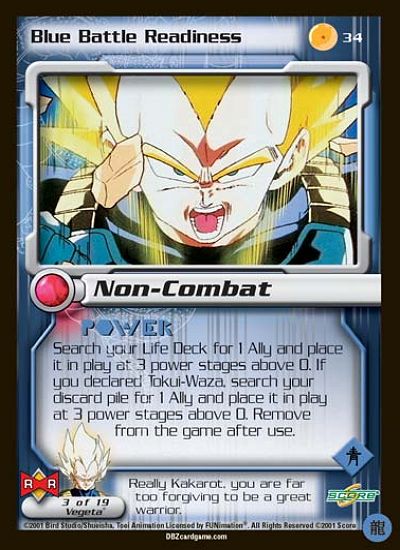 Blue Battle Readiness
34
Non-Combat
POWER
Search your Life Deck for 1 Ally and place
it in play at 3 power stages above 0. If
you declared Tokui-Waza, search your
discard pile for 1 Ally and place it in play
at 3 power stages above 0. Remove
from the game after use.
R R
3 of 19
Vegeta
Really Kakarot, you are far
too forgiving to be a great
warrior.
SCORE
龍
©2001 Bird Studio/Shueisha, Toei Animation Licensed by FUNimation®. All Rights Reserved ©2001 Score
DBZcardgame.com